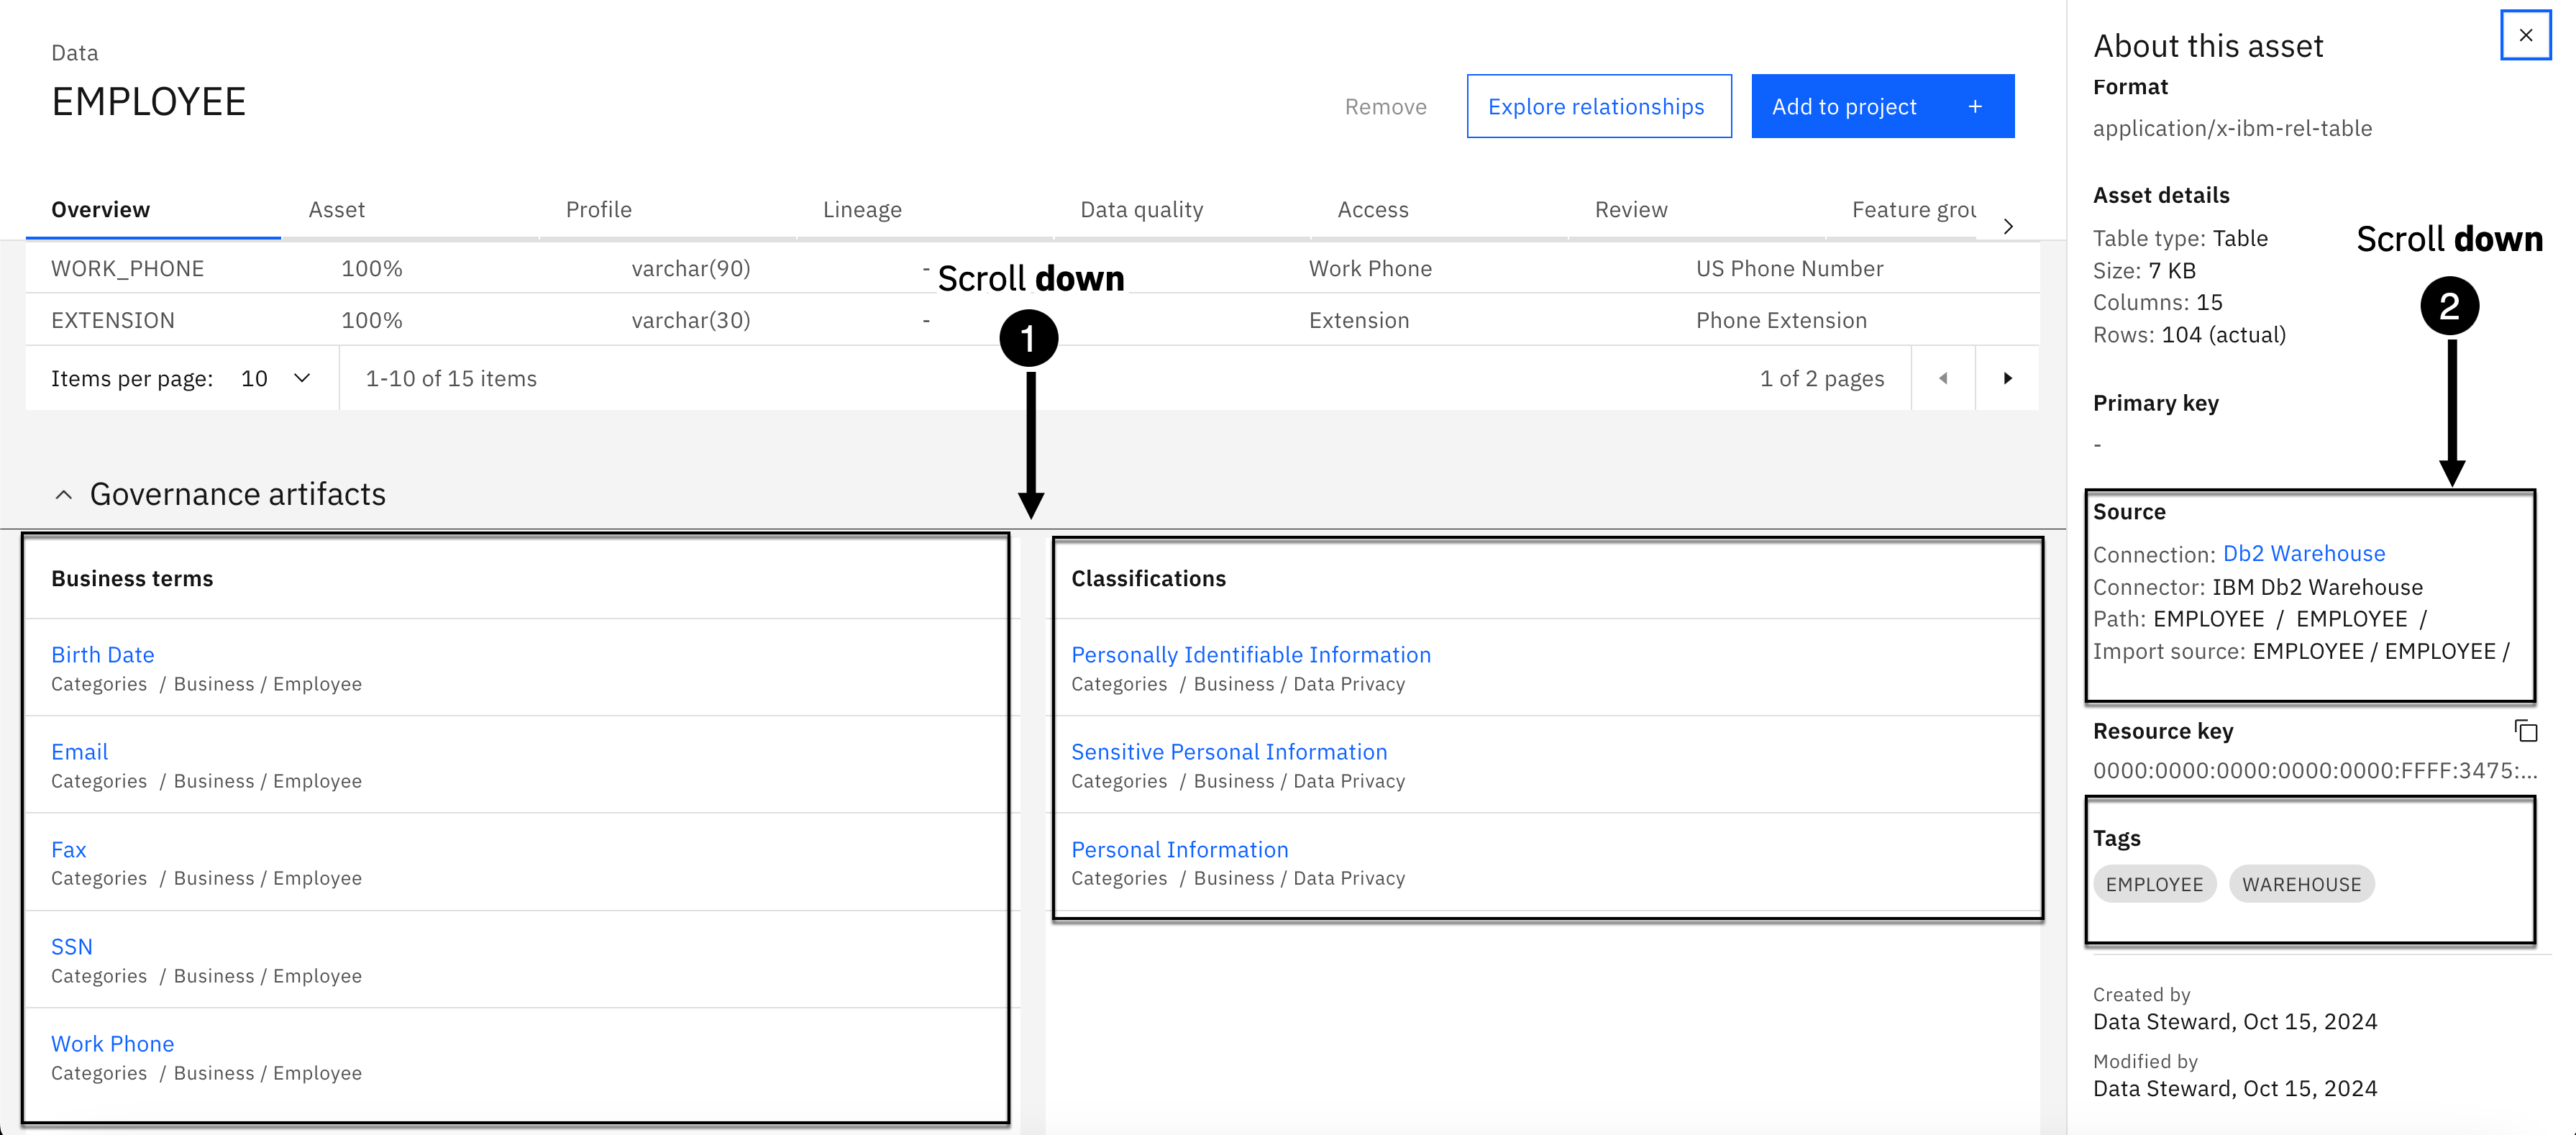 Data
EMPLOYEE
Remove
Explore relationships
Add to project +
Overview Asset Profile Lineage Data quality Access Review Feature grou
WORK_PHONE 100% varchar(90) - Work Phone US Phone Number
EXTENSION 100% varchar(30) - Extension Phone Extension
Scroll down
1
Items per page: 10 1-10 of 15 items 1 of 2 pages
Governance artifacts
Business terms
Birth Date
Categories / Business / Employee
Email
Categories / Business / Employee
Fax
Categories / Business / Employee
SSN
Categories / Business / Employee
Work Phone
Categories / Business / Employee
Classifications
Personally Identifiable Information
Categories / Business / Data Privacy
Sensitive Personal Information
Categories / Business / Data Privacy
Personal Information
Categories / Business / Data Privacy
About this asset
Format
application/x-ibm-rel-table
Asset details
Table type: Table
Size: 7 KB
Columns: 15
Rows: 104 (actual)
Scroll down
2
Primary key
-
Source
Connection: Db2 Warehouse
Connector: IBM Db2 Warehouse
Path: EMPLOYEE / EMPLOYEE /
Import source: EMPLOYEE / EMPLOYEE /
Resource key
0000:0000:0000:0000:0000:FFFF:3475:...
Tags
EMPLOYEE WAREHOUSE
Created by
Data Steward, Oct 15, 2024
Modified by
Data Steward, Oct 15, 2024